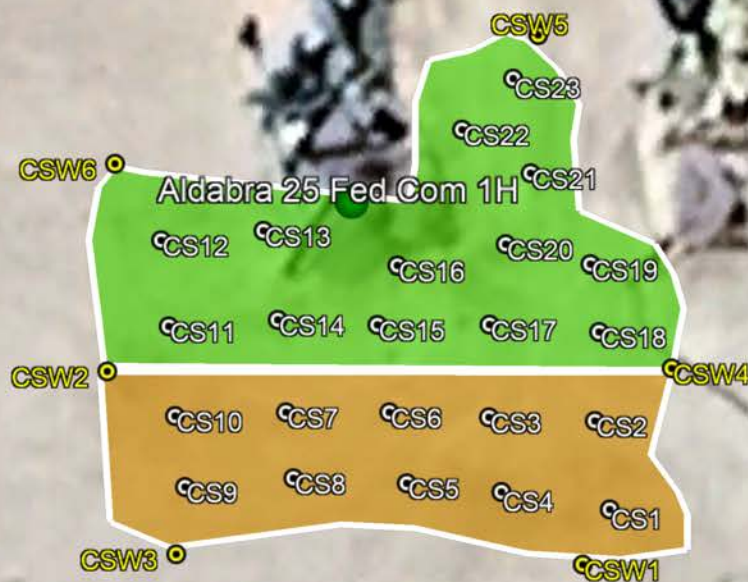 CSW5
CS23
CS22
CSW6
CS21
Aldabra 25 Fed Com 1H
CS12
CS13
CS20
CS16
CS19
CS11
CS14
CS15
CS17
CS18
CSW2
CSW4
CS10
CS7
CS6
CS3
CS2
CS9
CS8
CS5
CS4
CS1
CSW3
CSW1